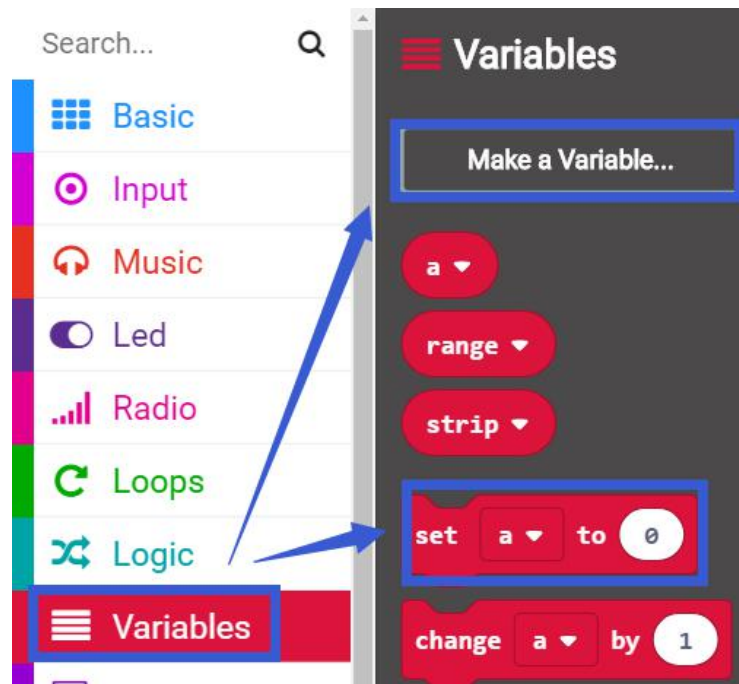 Search...
Basic
Input
Music
Led
Radio
Loops
Logic
Variables
Variables
Make a Variable...
a
range
strip
set a to 0
change a by 1